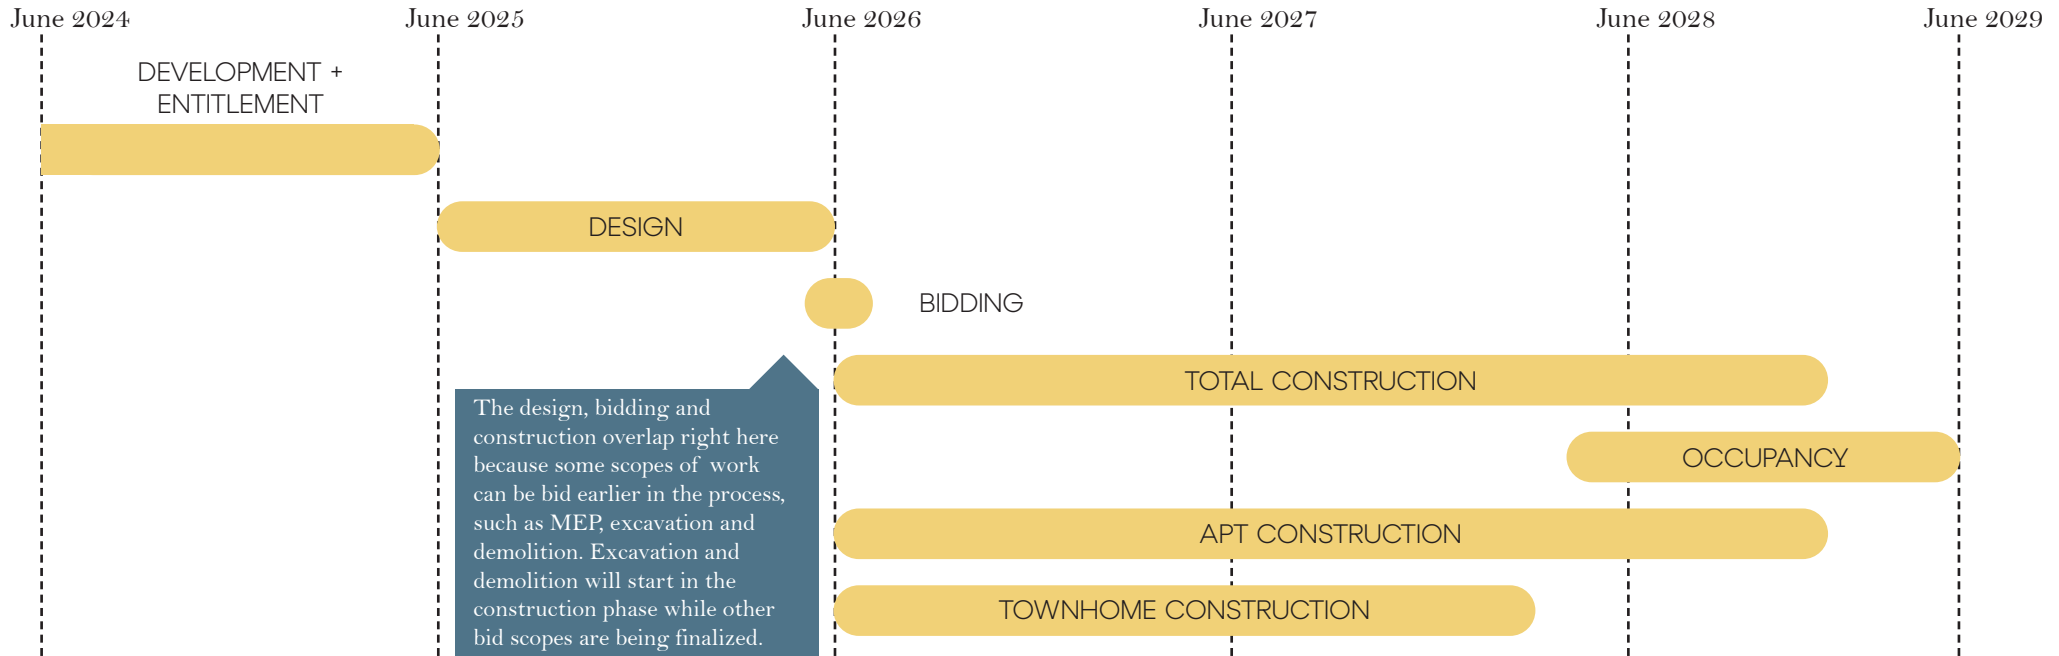 June 2024
June 2025
June 2026
June 2027
June 2028
June 2029
DEVELOPMENT +
ENTITLEMENT
DESIGN
BIDDING
TOTAL CONSTRUCTION
The design, bidding and
construction overlap right here
because some scopes of work
can be bid earlier in the process,
such as MEP, excavation and
demolition. Excavation and
demolition will start in the
construction phase while other
bid scopes are being finalized.
OCCUPANCY
APT CONSTRUCTION
TOWNHOME CONSTRUCTION